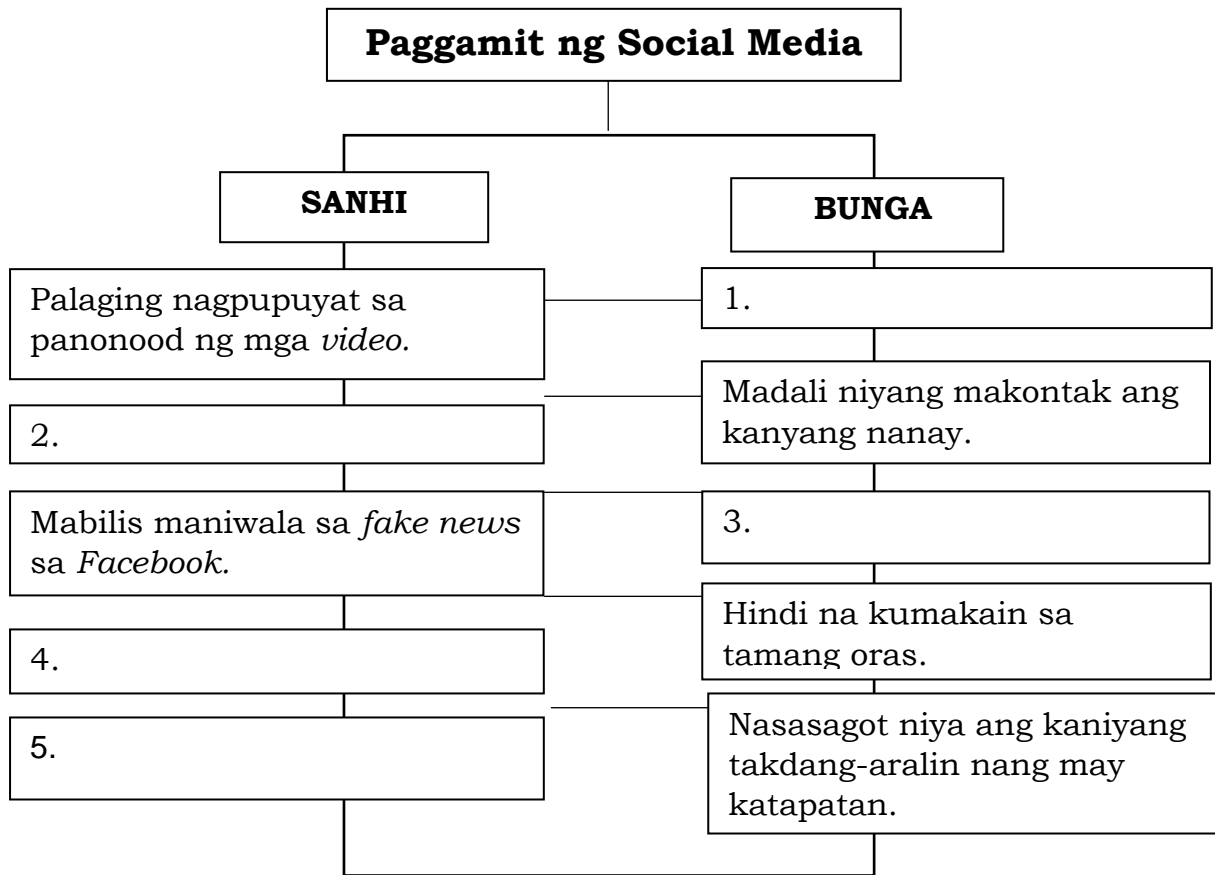 Paggamit ng Social Media
SANHI
BUNGA
Palaging nagpupuyat sa
panonood ng mga video.
1.
2.
Madali niyang makontak ang
kanyang nanay.
Mabilis maniwala sa fake news
sa Facebook.
3.
4.
Hindi na kumakain sa
tamang oras.
5.
Nasasagot niya ang kaniyang
takdang-aralin nang may
katapatan.